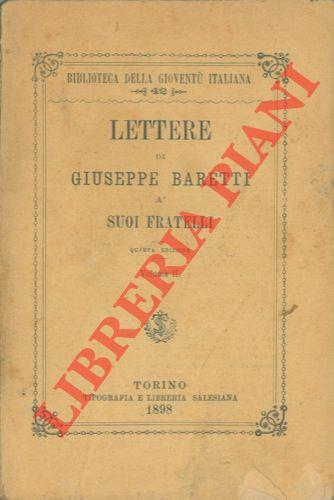 BIBLIOTECA DELLA GIOVENTÙ ITALIANA
42
LETTERE
DI
GIUSEPPE BARETTI
A'
SUOI FRATELLI
QUARTA EDIZIONE
Volume II.
TORINO
TIPOGRAFIA E LIBRERIA SALESIANA
1898
LIBRERIA PIANI